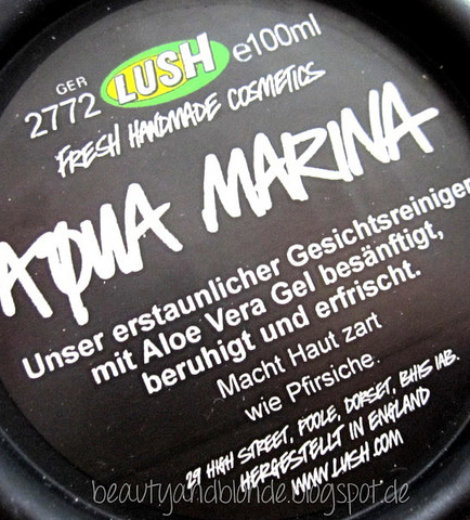 GER
2772 LUSH e100ml
FRESH HANDMADE COSMETICS
AQUA MARINA
Unser erstaunlicher Gesichtsreiniger
mit Aloe Vera Gel besänftigt,
beruhigt und erfrischt.
Macht Haut zart
wie Pfirsiche.
29 HIGH STREET, POOLE, DORSET, BH15 1AB.
HERGESTELLT IN ENGLAND
WWW.LUSH.COM
beautyandblonde.blogspot.de